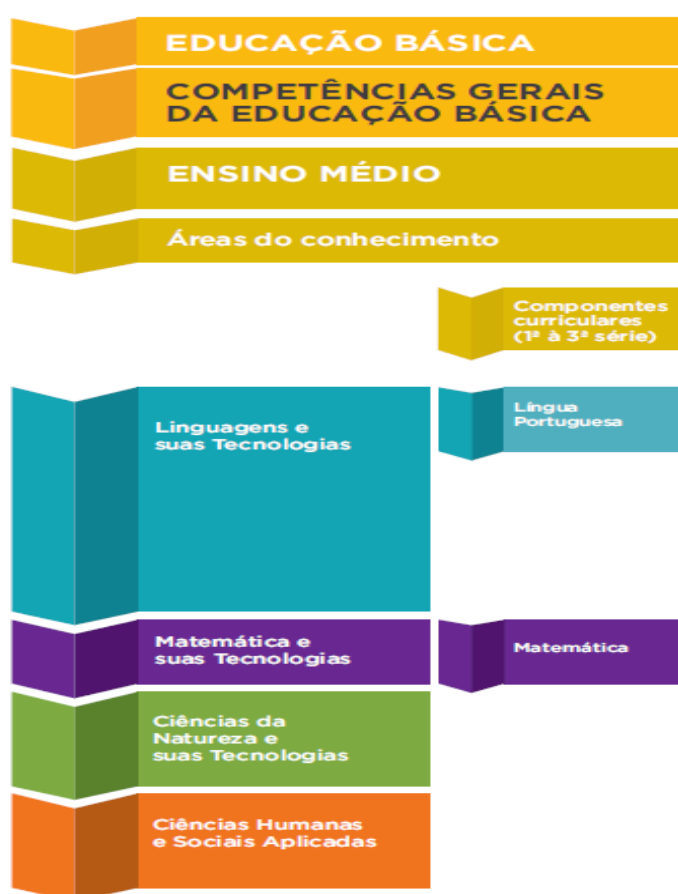 EDUCAÇÃO BÁSICA
COMPETÊNCIAS GERAIS
DA EDUCAÇÃO BÁSICA
ENSINO MÉDIO
Áreas do conhecimento
Componentes
curriculares
(1ª à 3ª série)
Linguagens e
suas Tecnologias
Língua
Portuguesa
Matemática e
suas Tecnologias
Matemática
Ciências da
Natureza e
suas Tecnologias
Ciências Humanas
e Sociais Aplicadas